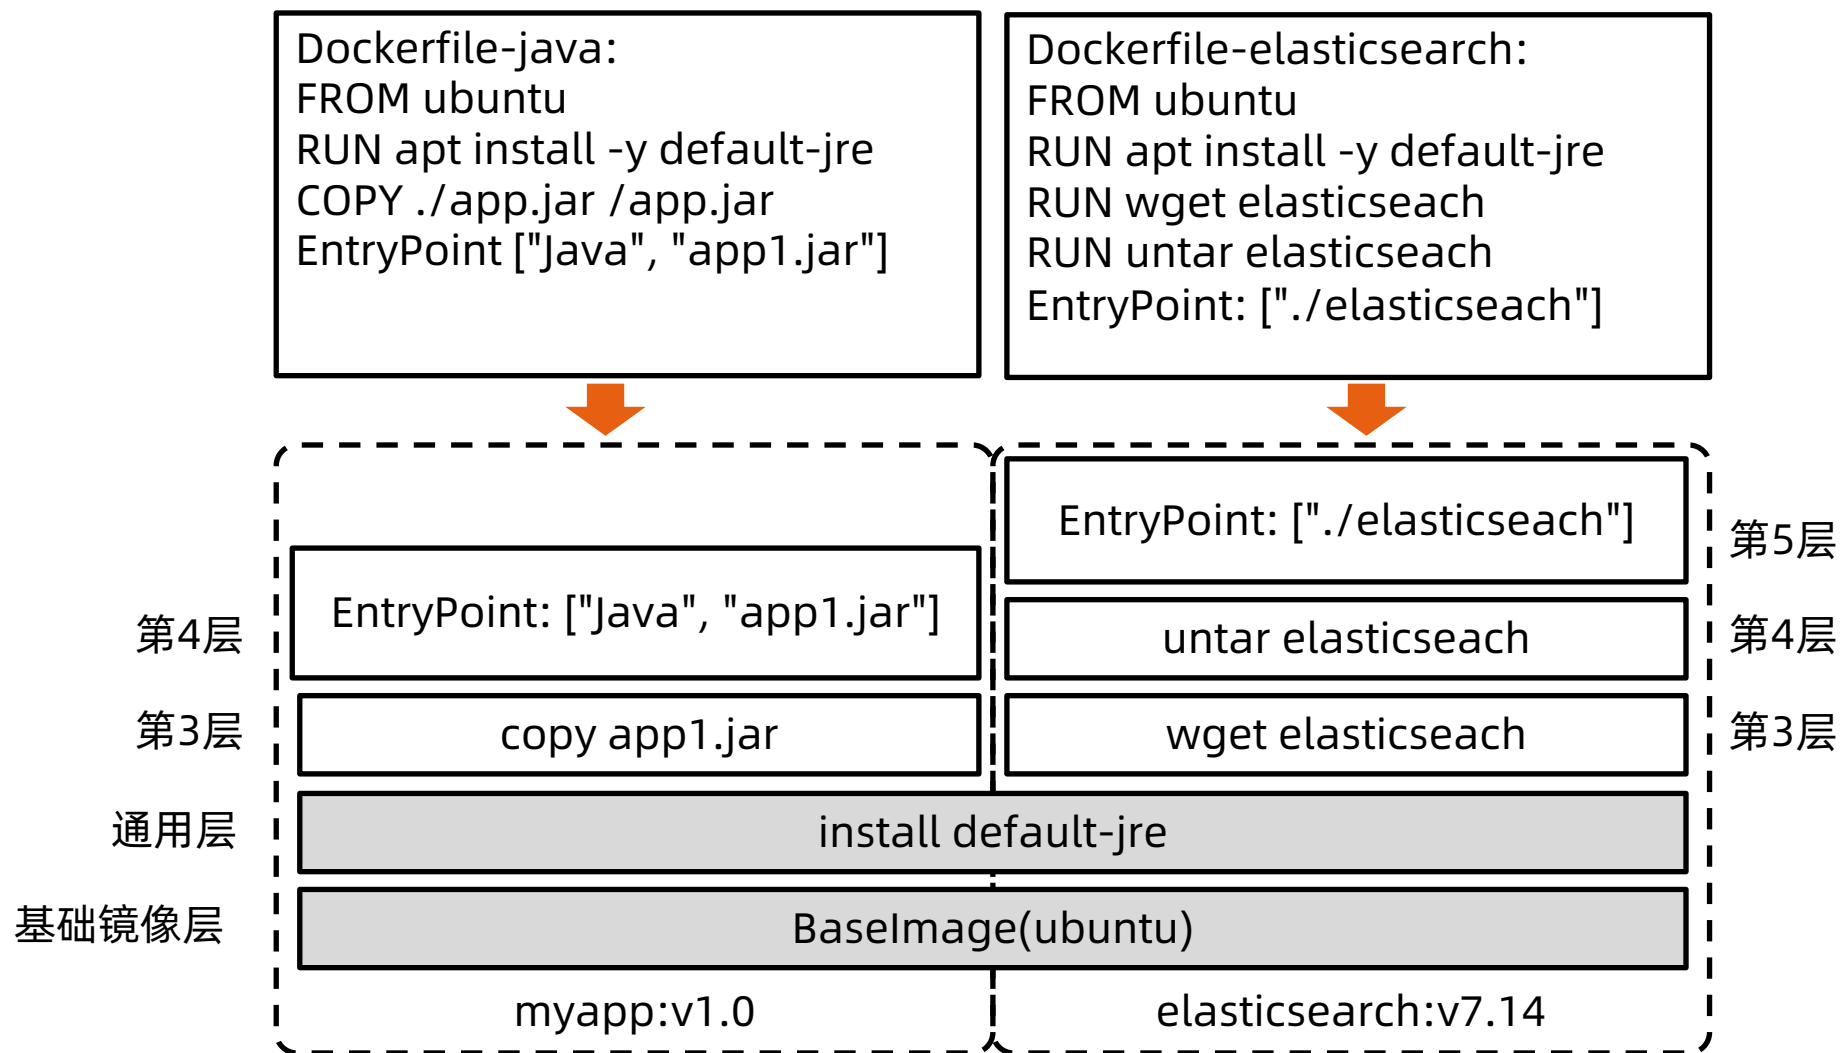 Dockerfile-java:
FROM ubuntu
RUN apt install -y default-jre
COPY ./app.jar /app.jar
EntryPoint ["Java", "app1.jar"]
Dockerfile-elasticsearch:
FROM ubuntu
RUN apt install -y default-jre
RUN wget elasticseach
RUN untar elasticseach
EntryPoint: ["./elasticseach"]
EntryPoint: ["./elasticseach"]
第5层
第4层
EntryPoint: ["Java", "app1.jar"]
untar elasticseach
第4层
第3层
copy app1.jar
wget elasticseach
第3层
通用层
install default-jre
基础镜像层
BaseImage(ubuntu)
myapp:v1.0
elasticsearch:v7.14